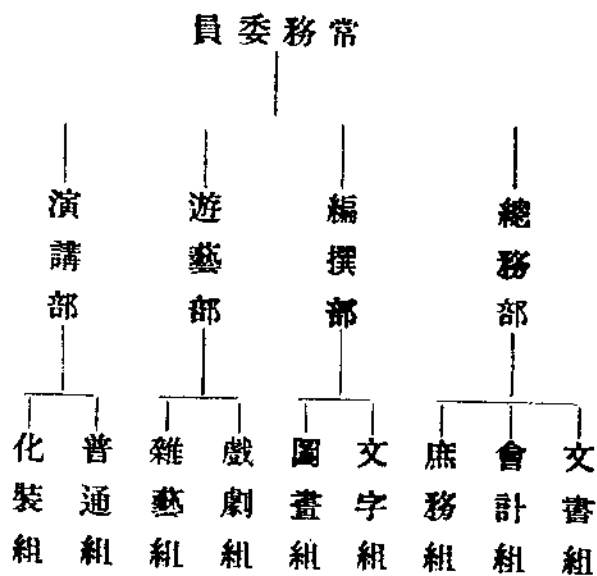 常務委員
總務部
編撰部
遊藝部
演講部
文書組
會計組
庶務組
文字組
圖畫組
戲劇組
雜藝組
普通組
化裝組